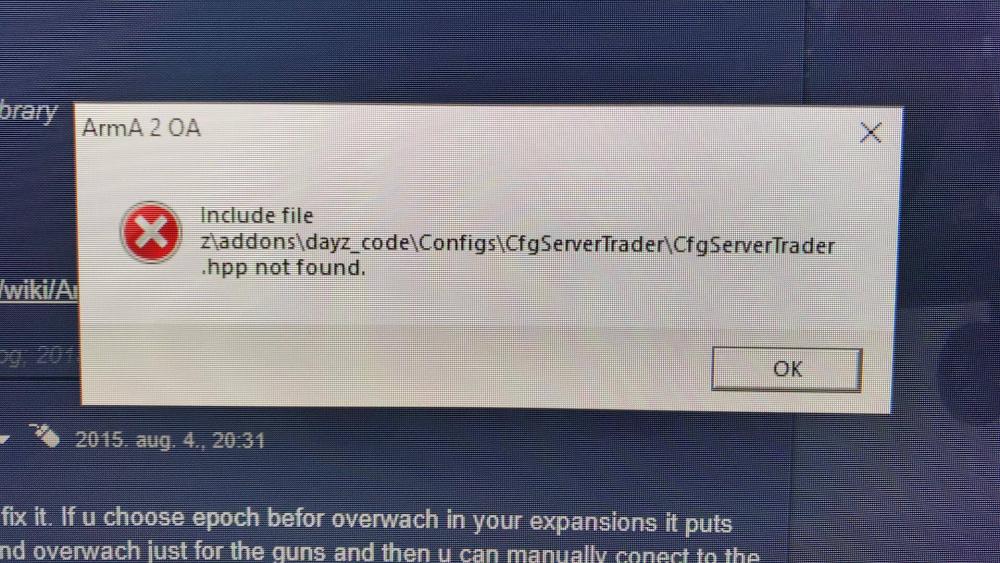 brary
ArmA 2 OA
Include file
z\addons\dayz_code\Configs\CfgServerTrader\CfgServerTrader
.hpp not found.
/wiki/Ar
og, 201
OK
2015. aug. 4., 20:31
fix it. If u choose epoch befor overwach in your expansions it puts
nd overwach just for the guns and then u can manually conect to the